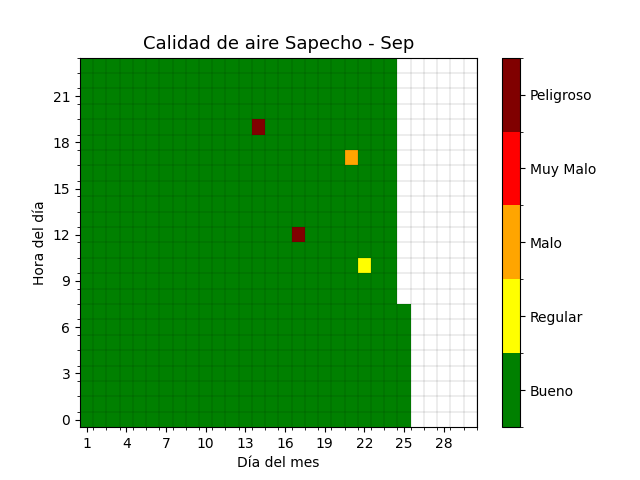 Calidad de aire Sapecho - Sep
Hora del día
21
18
15
12
9
6
3
0
1 4 7 10 13 16 19 22 25 28
Día del mes
Peligroso
Muy Malo
Malo
Regular
Bueno